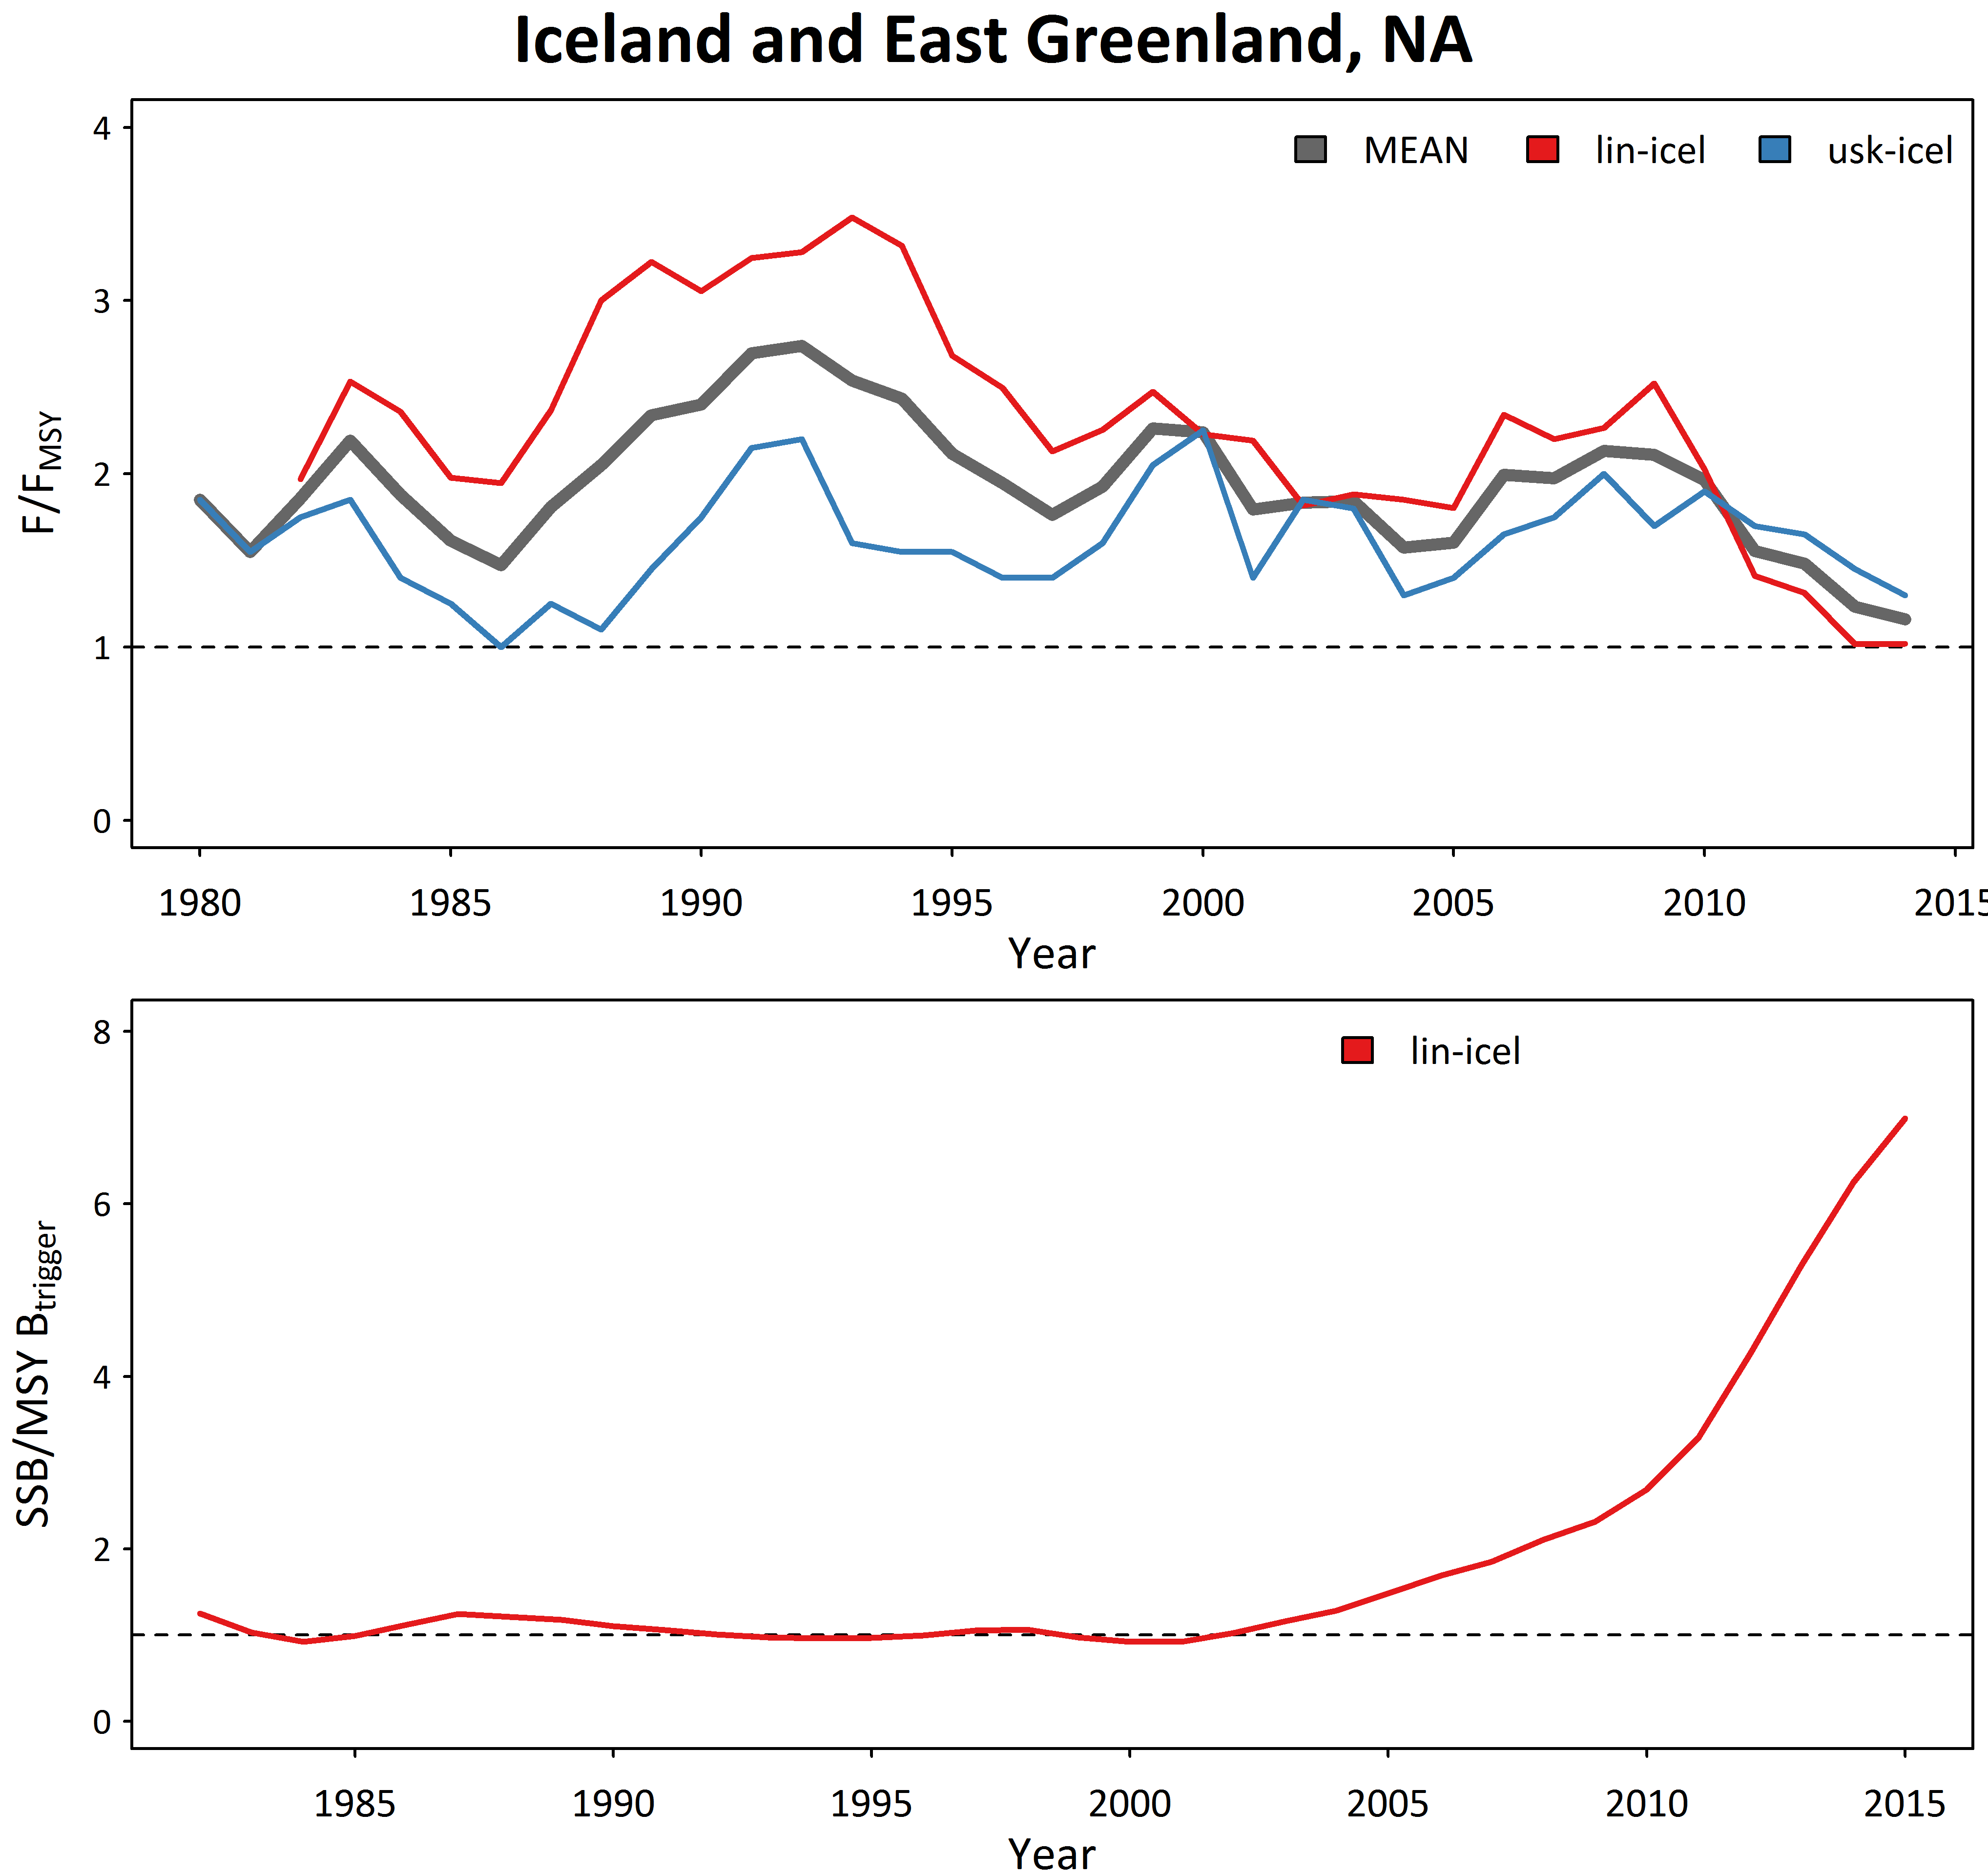 Iceland and East Greenland, NA
MEAN lin-icel usk-icel
F/FMSY
4
3
2
1
0
1980 1985 1990 1995 2000 2005 2010 2015
Year
lin-icel
SSB/MSY Btrigger
8
6
4
2
0
1985 1990 1995 2000 2005 2010 2015
Year